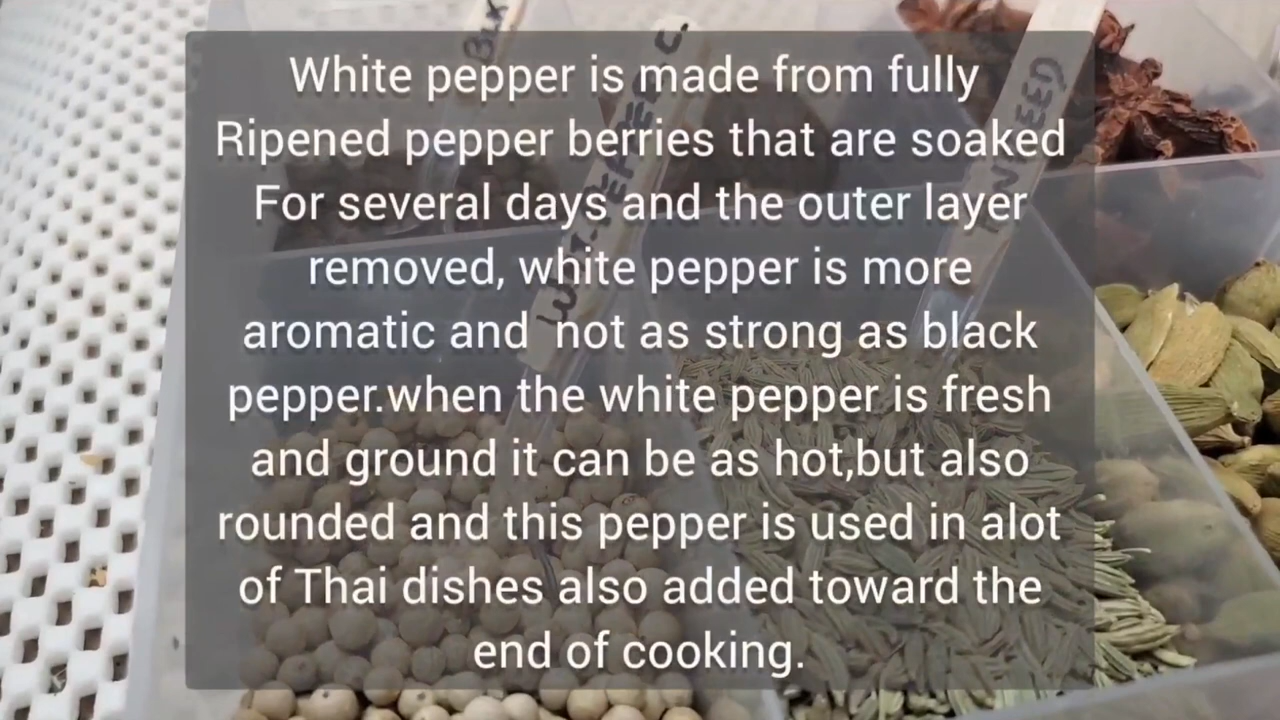 BLK
White pepper is made from fully
Ripened pepper berries that are soaked
For several days and the outer layer
removed, white pepper is more
aromatic and  not as strong as black
pepper.when the white pepper is fresh
and ground it can be as hot,but also
rounded and this pepper is used in alot
of Thai dishes also added toward the
end of cooking.